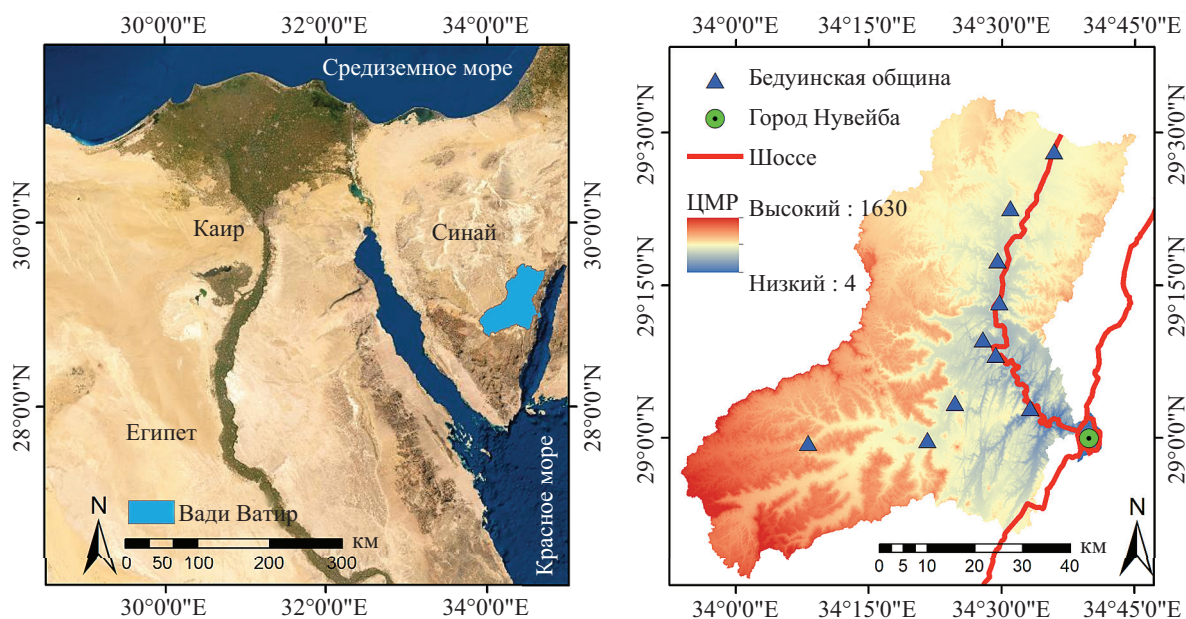 30°0'0"E 32°0'0"E 34°0'0"E
30°0'0"N
28°0'0"N
Средиземное море
Каир
Синай
Египет
Красное море
N
Вади Ватир
0 50 100 200 300 км
30°0'0"N
28°0'0"N
30°0'0"E 32°0'0"E 34°0'0"E
34°0'0"E 34°15'0"E 34°30'0"E 34°45'0"E
29°30'0"N
29°15'0"N
29°0'0"N
Бедуинская община
Город Нувейба
Шоссе
ЦМР
Высокий : 1630
Низкий : 4
N
0 5 10 20 30 40 км
29°30'0"N
29°15'0"N
29°0'0"N
34°0'0"E 34°15'0"E 34°30'0"E 34°45'0"E